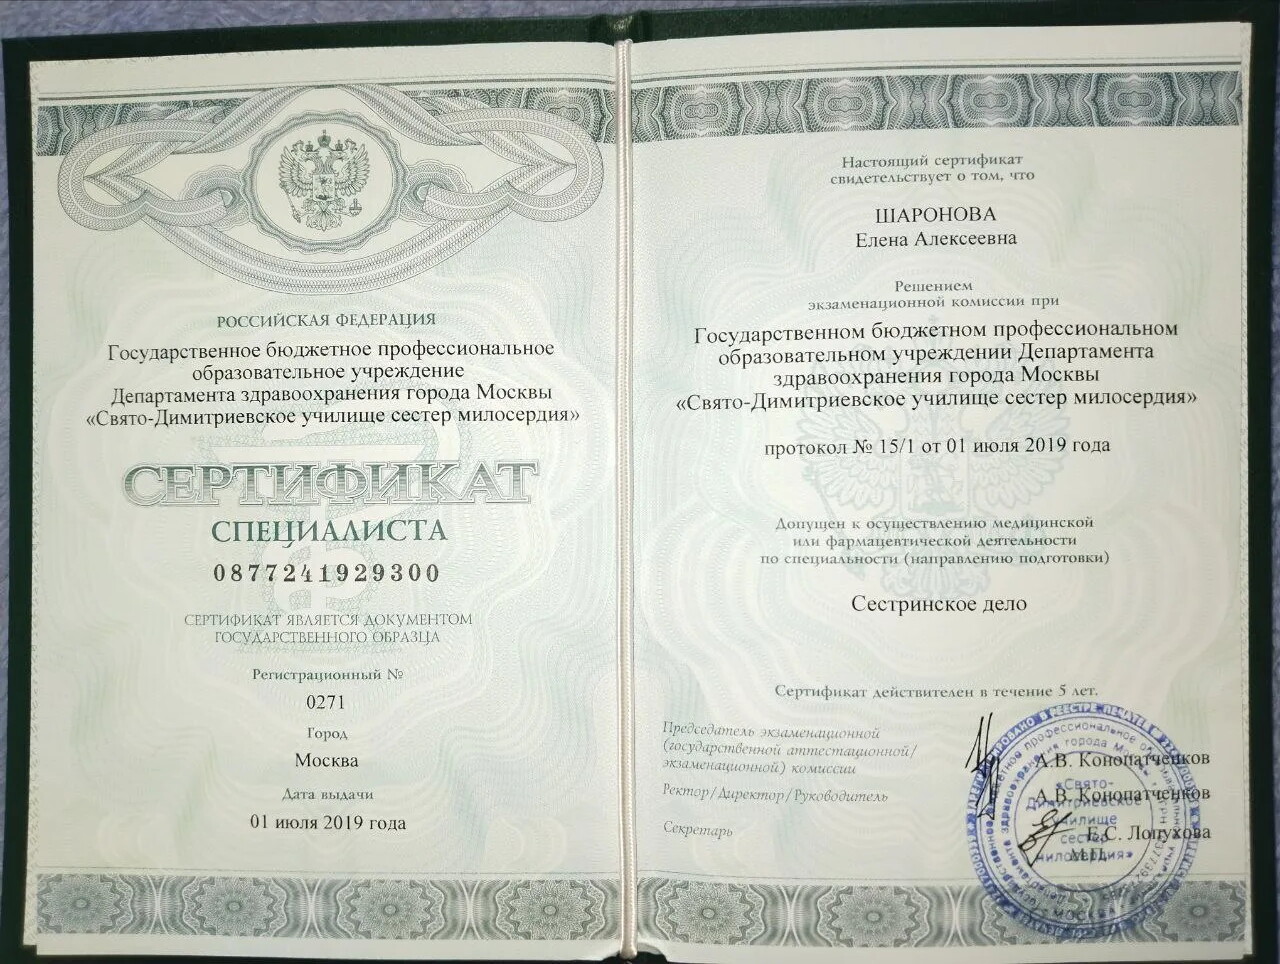 РОССИЙСКАЯ ФЕДЕРАЦИЯ
Государственное бюджетное профессиональное
образовательное учреждение
Департамента здравоохранения города Москвы
«Свято-Димитриевское училище сестер милосердия»
СЕРТИФИКАТ
СПЕЦИАЛИСТА
0877241929300
СЕРТИФИКАТ ЯВЛЯЕТСЯ ДОКУМЕНТОМ
ГОСУДАРСТВЕННОГО ОБРАЗЦА
Регистрационный №
0271
Город
Москва
Дата выдачи
01 июля 2019 года
Настоящий сертификат
свидетельствует о том, что
ШАРОНОВА
Елена Алексеевна
Решением
экзаменационной комиссии при
Государственном бюджетном профессиональном
образовательном учреждении Департамента
здравоохранения города Москвы
«Свято-Димитриевское училище сестер милосердия»
протокол № 15/1 от 01 июля 2019 года
Допущен к осуществлению медицинской
или фармацевтической деятельности
по специальности (направлению подготовки)
Сестринское дело
Сертификат действителен в течение 5 лет.
Председатель экзаменационной
(государственной аттестационной/
экзаменационной) комиссии
А.В. Конопатченков
Ректор/Директор/Руководитель
А.В. Конопатченков
Секретарь
Е.С. Лопухова
М.П.
«Свято-
Димитриевское
училище
сестер
милосердия»